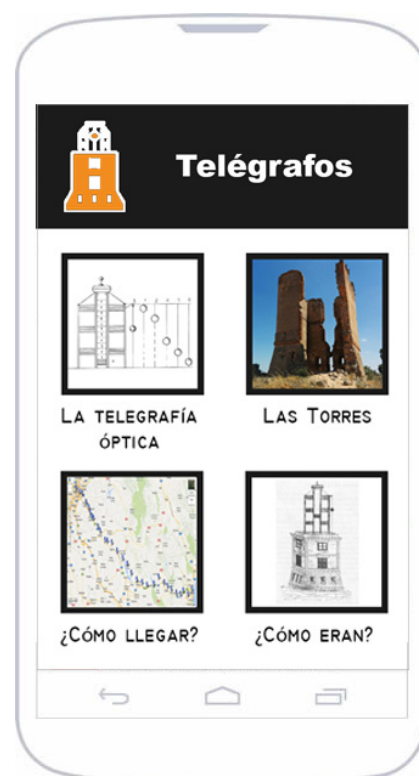 Telégrafos
LA TELEGRAFÍA
ÓPTICA
LAS TORRES
¿CÓMO LLEGAR?
¿CÓMO ERAN?